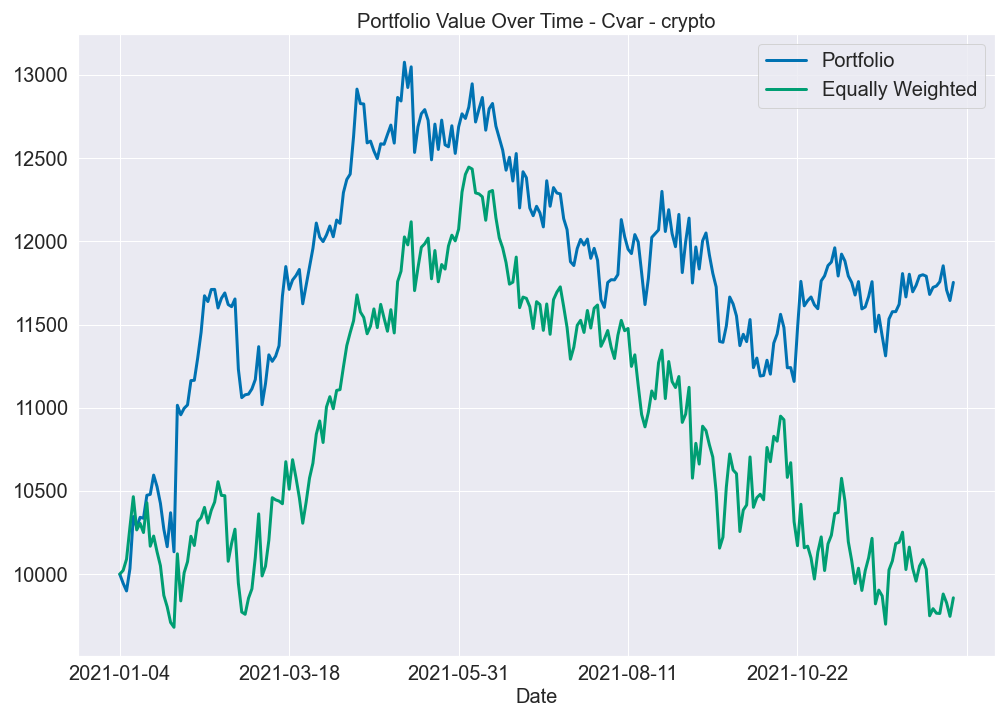 Portfolio Value Over Time - Cvar - crypto
Portfolio
Equally Weighted
13000
12500
12000
11500
11000
10500
10000
2021-01-04 2021-03-18 2021-05-31 2021-08-11 2021-10-22
Date